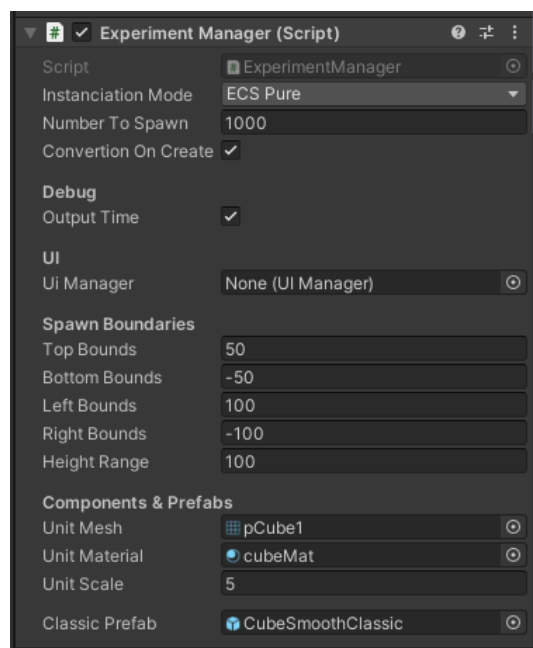 # Experiment Manager (Script)
Script # ExperimentManager
Instanciation Mode ECS Pure
Number To Spawn 1000
Convertion On Create
Debug
Output Time
UI
Ui Manager None (UI Manager)
Spawn Boundaries
Top Bounds 50
Bottom Bounds -50
Left Bounds 100
Right Bounds -100
Height Range 100
Components & Prefabs
Unit Mesh pCube1
Unit Material cubeMat
Unit Scale 5
Classic Prefab CubeSmoothClassic